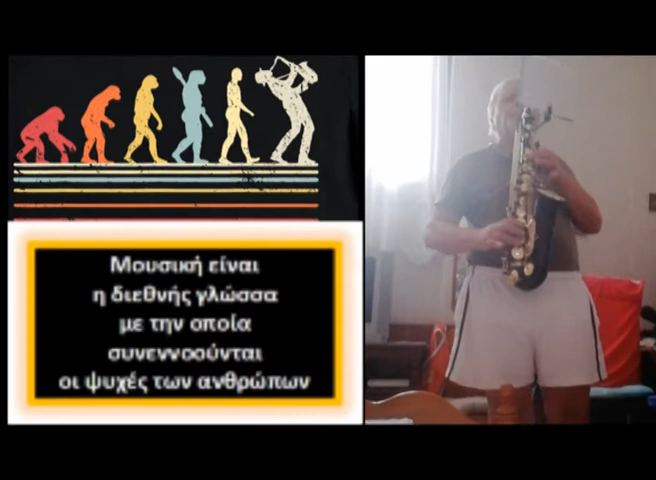 Μουσική είναι
η διεθνής γλώσσα
με την οποία
συνεννοούνται
οι ψυχές των ανθρώπων